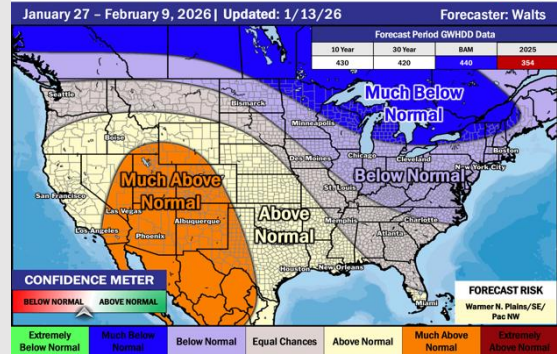 January 27 – February 9, 2026 | Updated: 1/13/26
Forecaster: Walts
Forecast Period GWHDD Data
10 Year 30 Year BAM 2025
430 420 440 354
Seattle
Bismarck
Much Below
Normal
Minneapolis
Boise
Boston
Des Moines
Chicago
Cleveland
New York City
Below Normal
Much Above
Normal
San Francisco
St. Louis
Las Vegas
Los Angeles
Albuquerque
Phoenix
Above
Normal
Memphis
Charlotte
Atlanta
Houston
New Orleans
Miami
CONFIDENCE METER
BELOW NORMAL ABOVE NORMAL
FORECAST RISK
Warmer N. Plains/SE/
Pac NW
Extremely
Below Normal
Much Below
Normal
Below Normal
Equal Chances
Above Normal
Much Above
Normal
Extremely
Above Normal